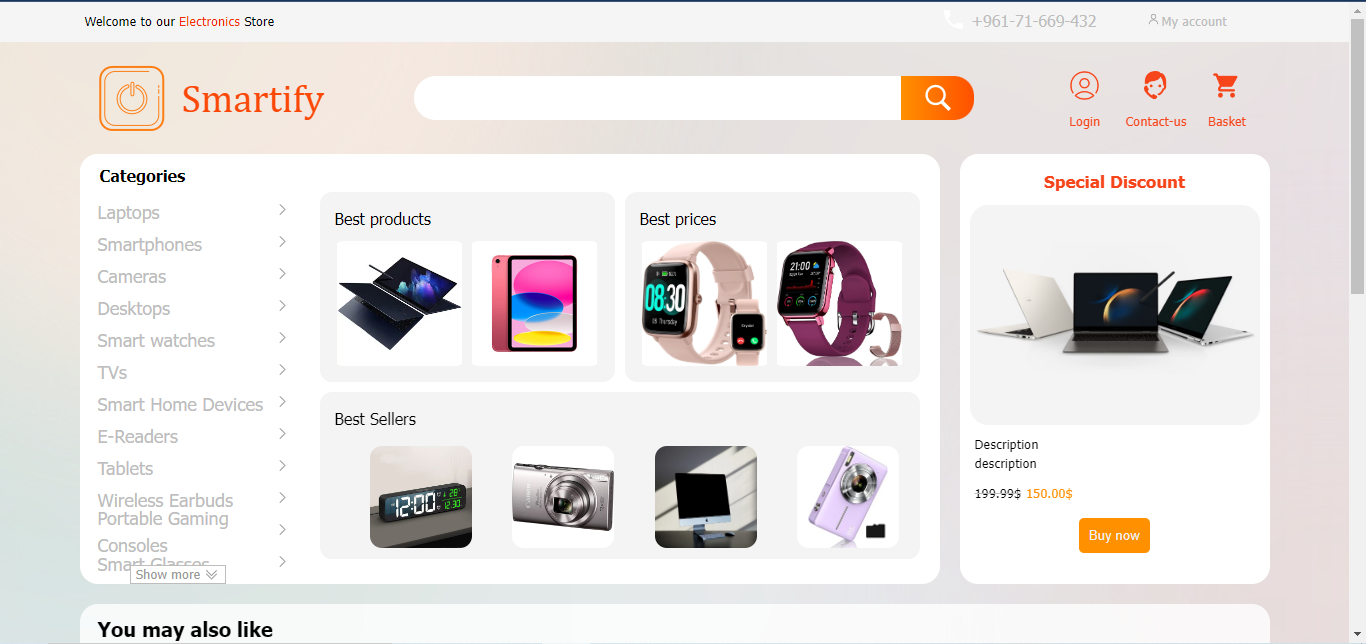 Welcome to our Electronics Store
+961-71-669-432
My account
Smartify
Login
Contact-us
Basket
Categories
Laptops
Smartphones
Cameras
Desktops
Smart watches
TVs
Smart Home Devices
E-Readers
Tablets
Wireless Earbuds
Portable Gaming
Consoles
Smart Glasses
Show more
Best products
Best prices
08:30
21:00
Best Sellers
12:00
28
12:30
Special Discount
Description
description
199.99$ 150.00$
Buy now
You may also like